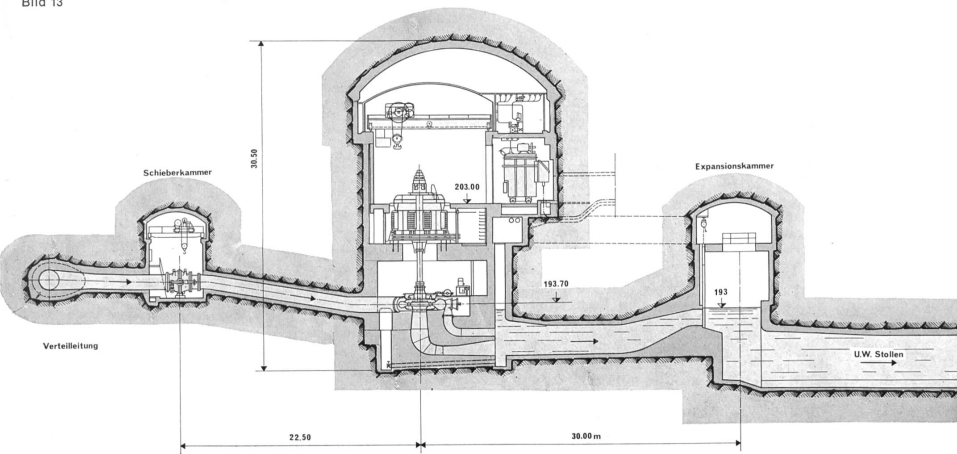 Bild 13
30.50
Schieberkammer
203.00
Expansionskammer
193.70
193
Verteilleitung
U.W. Stollen
22.50
30.00 m